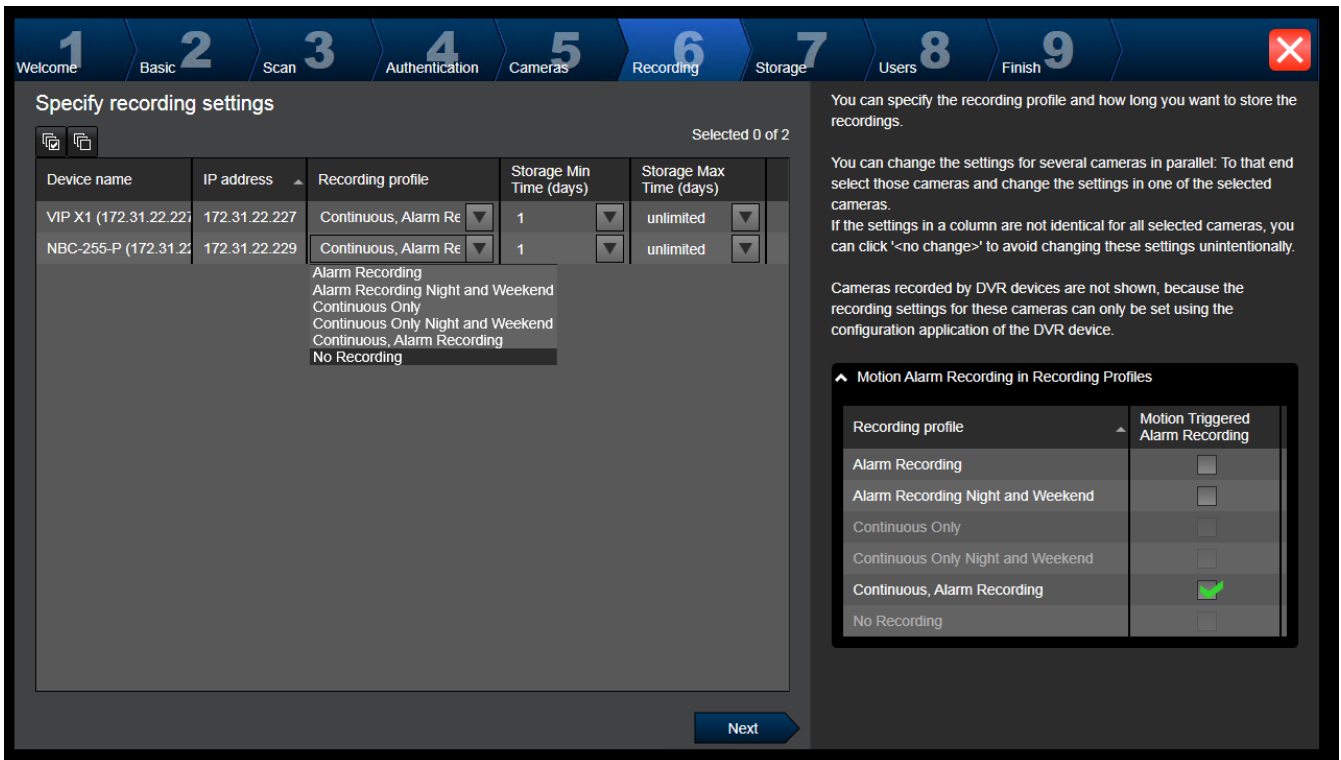 1 Welcome
2 Basic
3 Scan
4 Authentication
5 Cameras
6 Recording
7 Storage
8 Users
9 Finish
Specify recording settings
Selected 0 of 2
Device name IP address Recording profile Storage Min Time (days) Storage Max Time (days)
VIP X1 (172.31.22.227 172.31.22.227 Continuous, Alarm Re 1 unlimited
NBC-255-P (172.31.22 172.31.22.229 Continuous, Alarm Re 1 unlimited
Alarm Recording
Alarm Recording Night and Weekend
Continuous Only
Continuous Only Night and Weekend
Continuous, Alarm Recording
No Recording
Next
You can specify the recording profile and how long you want to store the
recordings.
You can change the settings for several cameras in parallel: To that end
select those cameras and change the settings in one of the selected
cameras.
If the settings in a column are not identical for all selected cameras, you
can click '<no change>' to avoid changing these settings unintentionally.
Cameras recorded by DVR devices are not shown, because the
recording settings for these cameras can only be set using the
configuration application of the DVR device.
Motion Alarm Recording in Recording Profiles
Recording profile Motion Triggered Alarm Recording
Alarm Recording
Alarm Recording Night and Weekend
Continuous Only
Continuous Only Night and Weekend
Continuous, Alarm Recording
No Recording